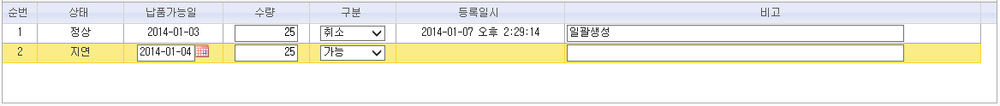 순번 상태 납품가능일 수량 구분 등록일시 비고
1 정상 2014-01-03 25 취소 2014-01-07 오후 2:29:14 일괄생성
2 지연 2014-01-04 25 가능